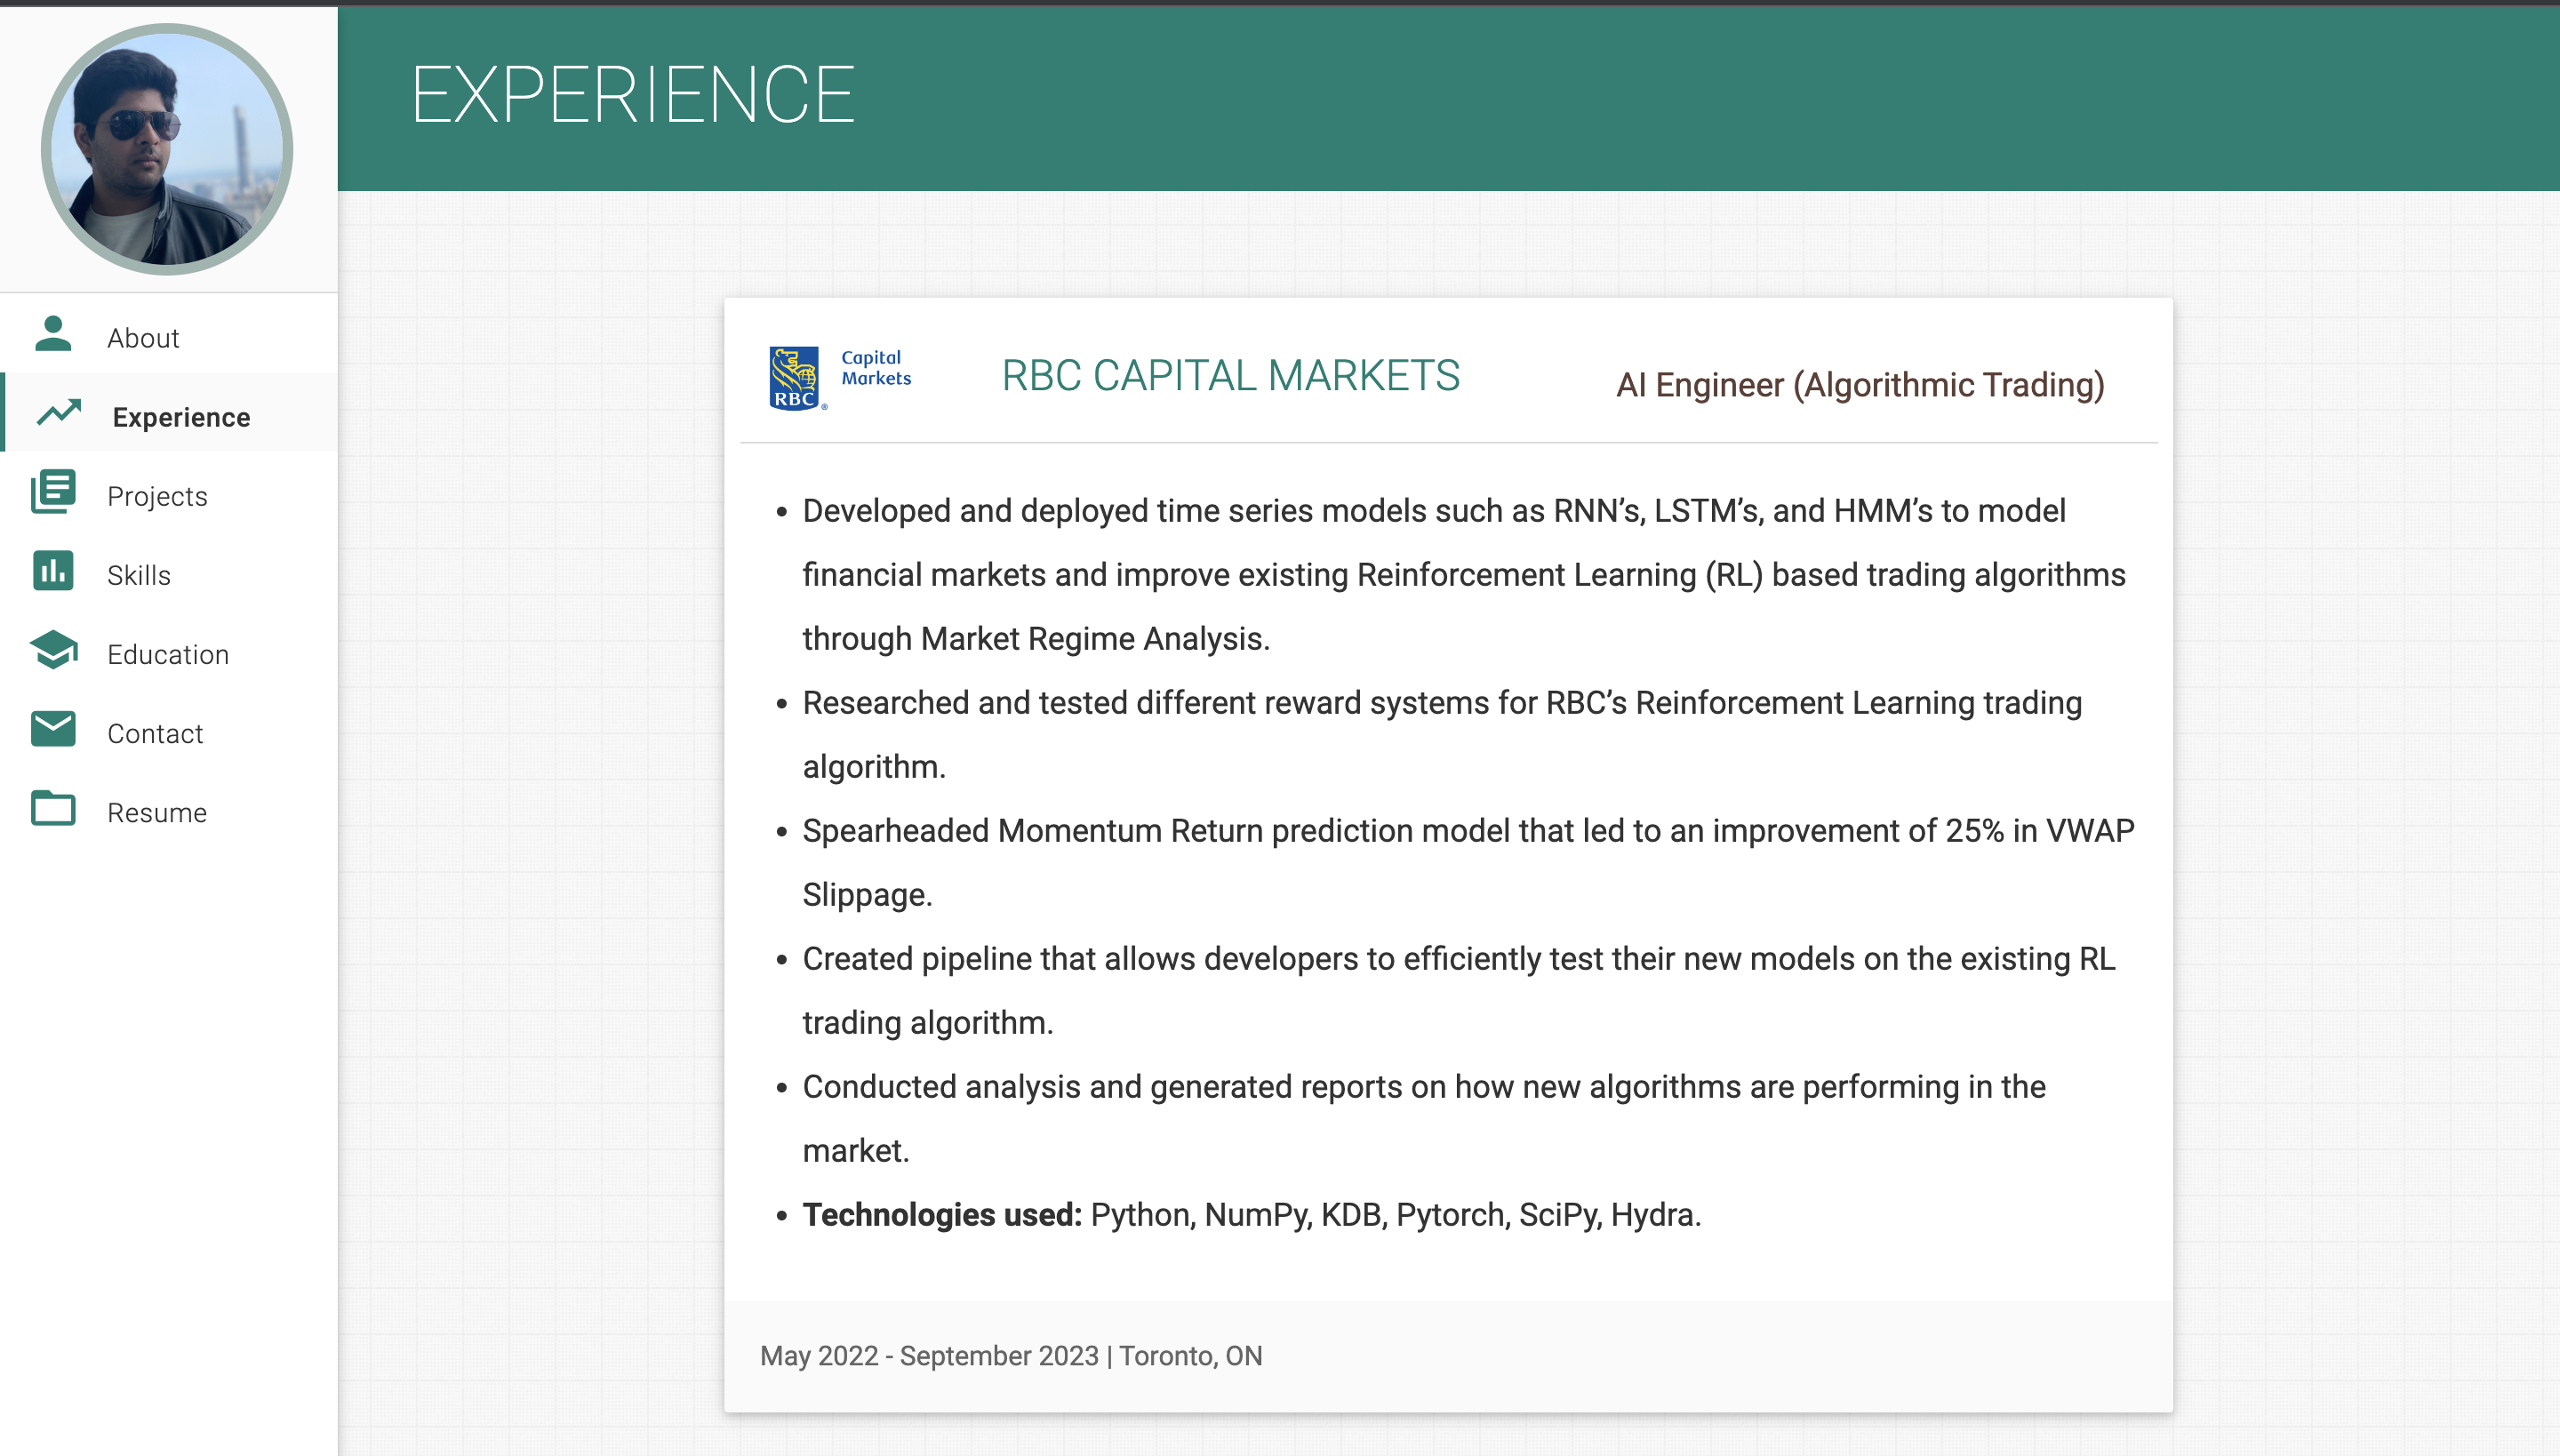 EXPERIENCE
About
Experience
Projects
Skills
Education
Contact
Resume
RBC ®
Capital
Markets
RBC CAPITAL MARKETS
AI Engineer (Algorithmic Trading)
• Developed and deployed time series models such as RNN’s, LSTM’s, and HMM’s to model
financial markets and improve existing Reinforcement Learning (RL) based trading algorithms
through Market Regime Analysis.
• Researched and tested different reward systems for RBC’s Reinforcement Learning trading
algorithm.
• Spearheaded Momentum Return prediction model that led to an improvement of 25% in VWAP
Slippage.
• Created pipeline that allows developers to efficiently test their new models on the existing RL
trading algorithm.
• Conducted analysis and generated reports on how new algorithms are performing in the
market.
• Technologies used: Python, NumPy, KDB, Pytorch, SciPy, Hydra.
May 2022 - September 2023 | Toronto, ON